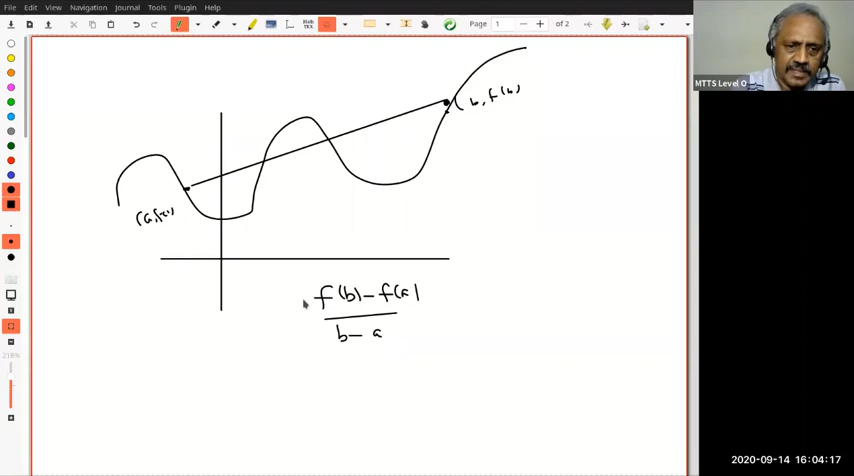 File Edit View Navigation Journal Tools Plugin Help
Page 1 of 2
MTTS Level O
(b, f(b)
f(b)-f(a)
b-a
218%
2020-09-14 16:04:17